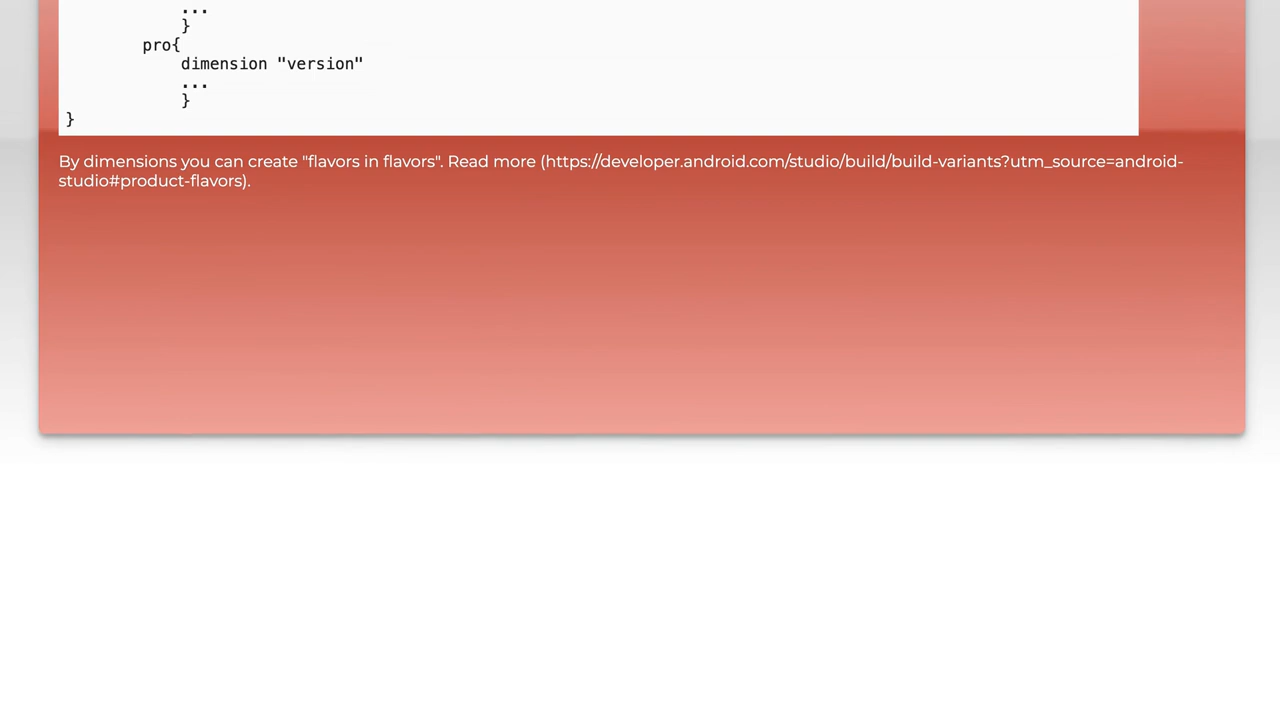 ...
}
pro{
dimension "version"
...
}
}
By dimensions you can create "flavors in flavors". Read more (https://developer.android.com/studio/build/build-variants?utm_source=android-
studio#product-flavors).